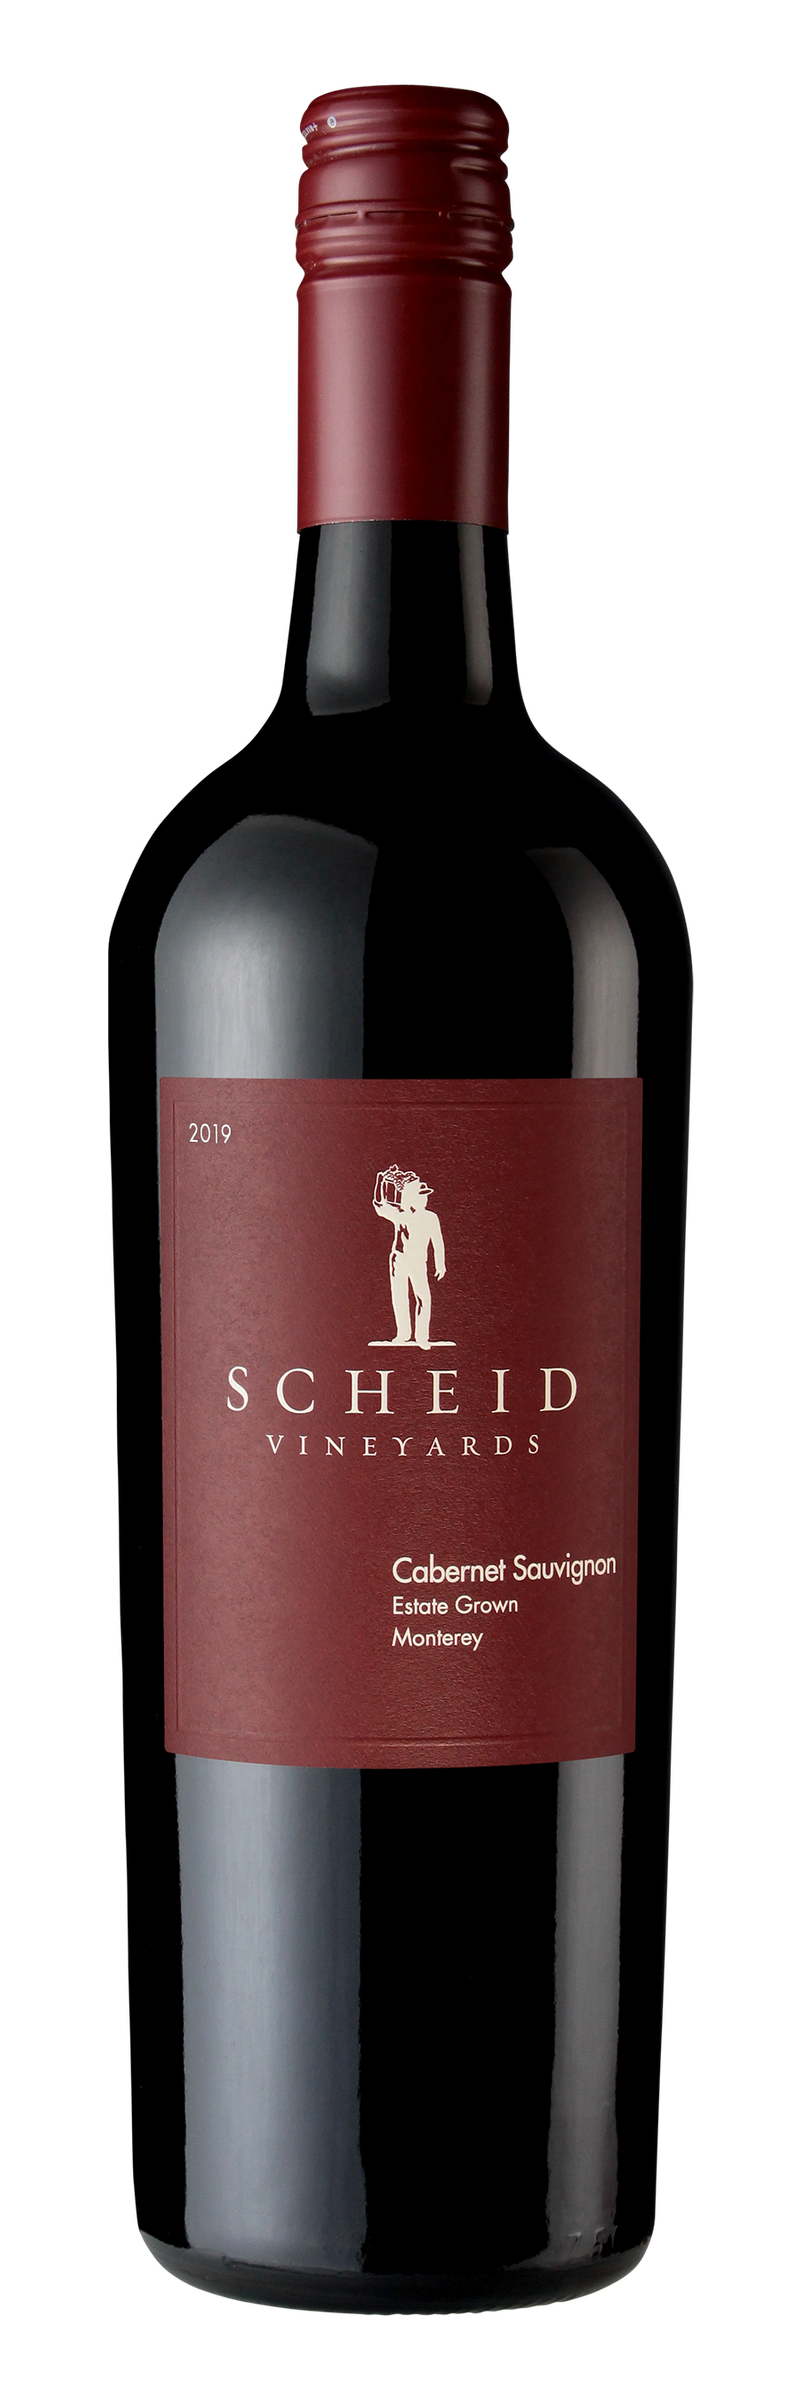 2019
SCHEID
VINEYARDS
Cabernet Sauvignon
Estate Grown
Monterey